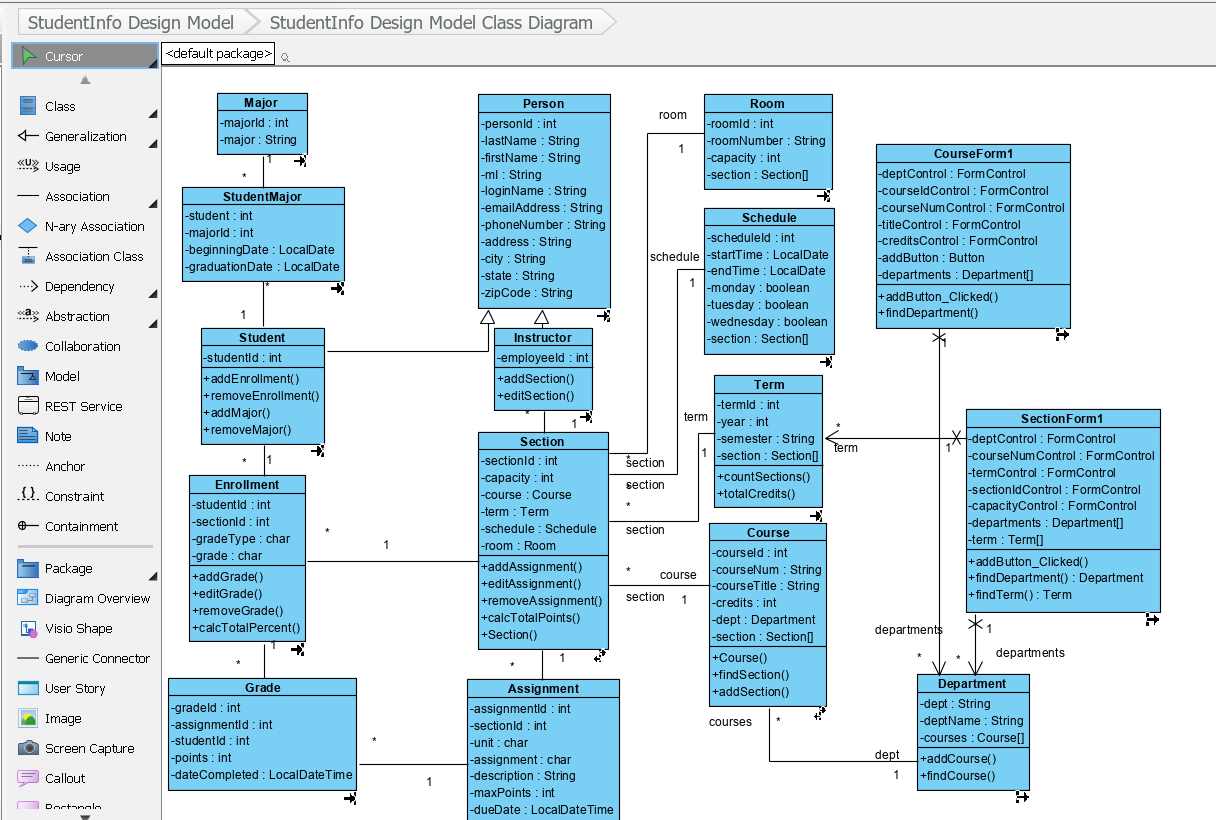 StudentInfo Design Model
StudentInfo Design Model Class Diagram
Cursor
<default package>
Class
Generalization
Usage
Association
N-ary Association
Association Class
Dependency
Abstraction
Collaboration
Model
REST Service
Note
Anchor
Constraint
Containment
Package
Diagram Overview
Visio Shape
Generic Connector
User Story
Image
Screen Capture
Callout
Rectangle
Major
-majorId : int
-major : String
1
*
StudentMajor
-student : int
-majorId : int
-beginningDate : LocalDate
-graduationDate : LocalDate
*
1
Student
-studentId : int
+addEnrollment()
+removeEnrollment()
+addMajor()
+removeMajor()
*
1
Enrollment
-studentId : int
-sectionId : int
-gradeType : char
-grade : char
+addGrade()
+editGrade()
+removeGrade()
+calcTotalPercent()
*
1
1
*
Grade
-gradeId : int
-assignmentId : int
-studentId : int
-points : int
-dateCompleted : LocalDateTime
*
1
Person
-personId : int
-lastName : String
-firstName : String
-mI : String
-loginName : String
-emailAddress : String
-phoneNumber : String
-address : String
-city : String
-state : String
-zipCode : String
Instructor
-employeeId : int
+addSection()
+editSection()
*
1
Section
-sectionId : int
-capacity : int
-course : Course
-term : Term
-schedule : Schedule
-room : Room
+addAssignment()
+editAssignment()
+removeAssignment()
+calcTotalPoints()
+Section()
*
1
Assignment
-assignmentId : int
-sectionId : int
-unit : char
-assignment : char
-description : String
-maxPoints : int
-dueDate : LocalDateTime
room
1
schedule
1
term
1
*
section
*
section
*
section
*
course
section
1
Room
-roomId : int
-roomNumber : String
-capacity : int
-section : Section[]
Schedule
-scheduleId : int
-startTime : LocalDate
-endTime : LocalDate
-monday : boolean
-tuesday : boolean
-wednesday : boolean
-section : Section[]
Term
-termId : int
-year : int
-semester : String
-section : Section[]
+countSections()
+totalCredits()
*
term
1
Course
-courseId : int
-courseNum : String
-courseTitle : String
-credits : int
-dept : Department
-section : Section[]
+Course()
+findSection()
+addSection()
courses
*
dept
1
CourseForm1
-deptControl : FormControl
-courseIdControl : FormControl
-courseNumControl : FormControl
-titleControl : FormControl
-creditsControl : FormControl
-addButton : Button
-departments : Department[]
+addButton_Clicked()
+findDepartment()
1
SectionForm1
-deptControl : FormControl
-courseNumControl : FormControl
-termControl : FormControl
-sectionIdControl : FormControl
-capacityControl : FormControl
-departments : Department[]
-term : Term[]
+addButton_Clicked()
+findDepartment() : Department
+findTerm() : Term
departments
1
*
*
departments
Department
-dept : String
-deptName : String
-courses : Course[]
+addCourse()
+findCourse()